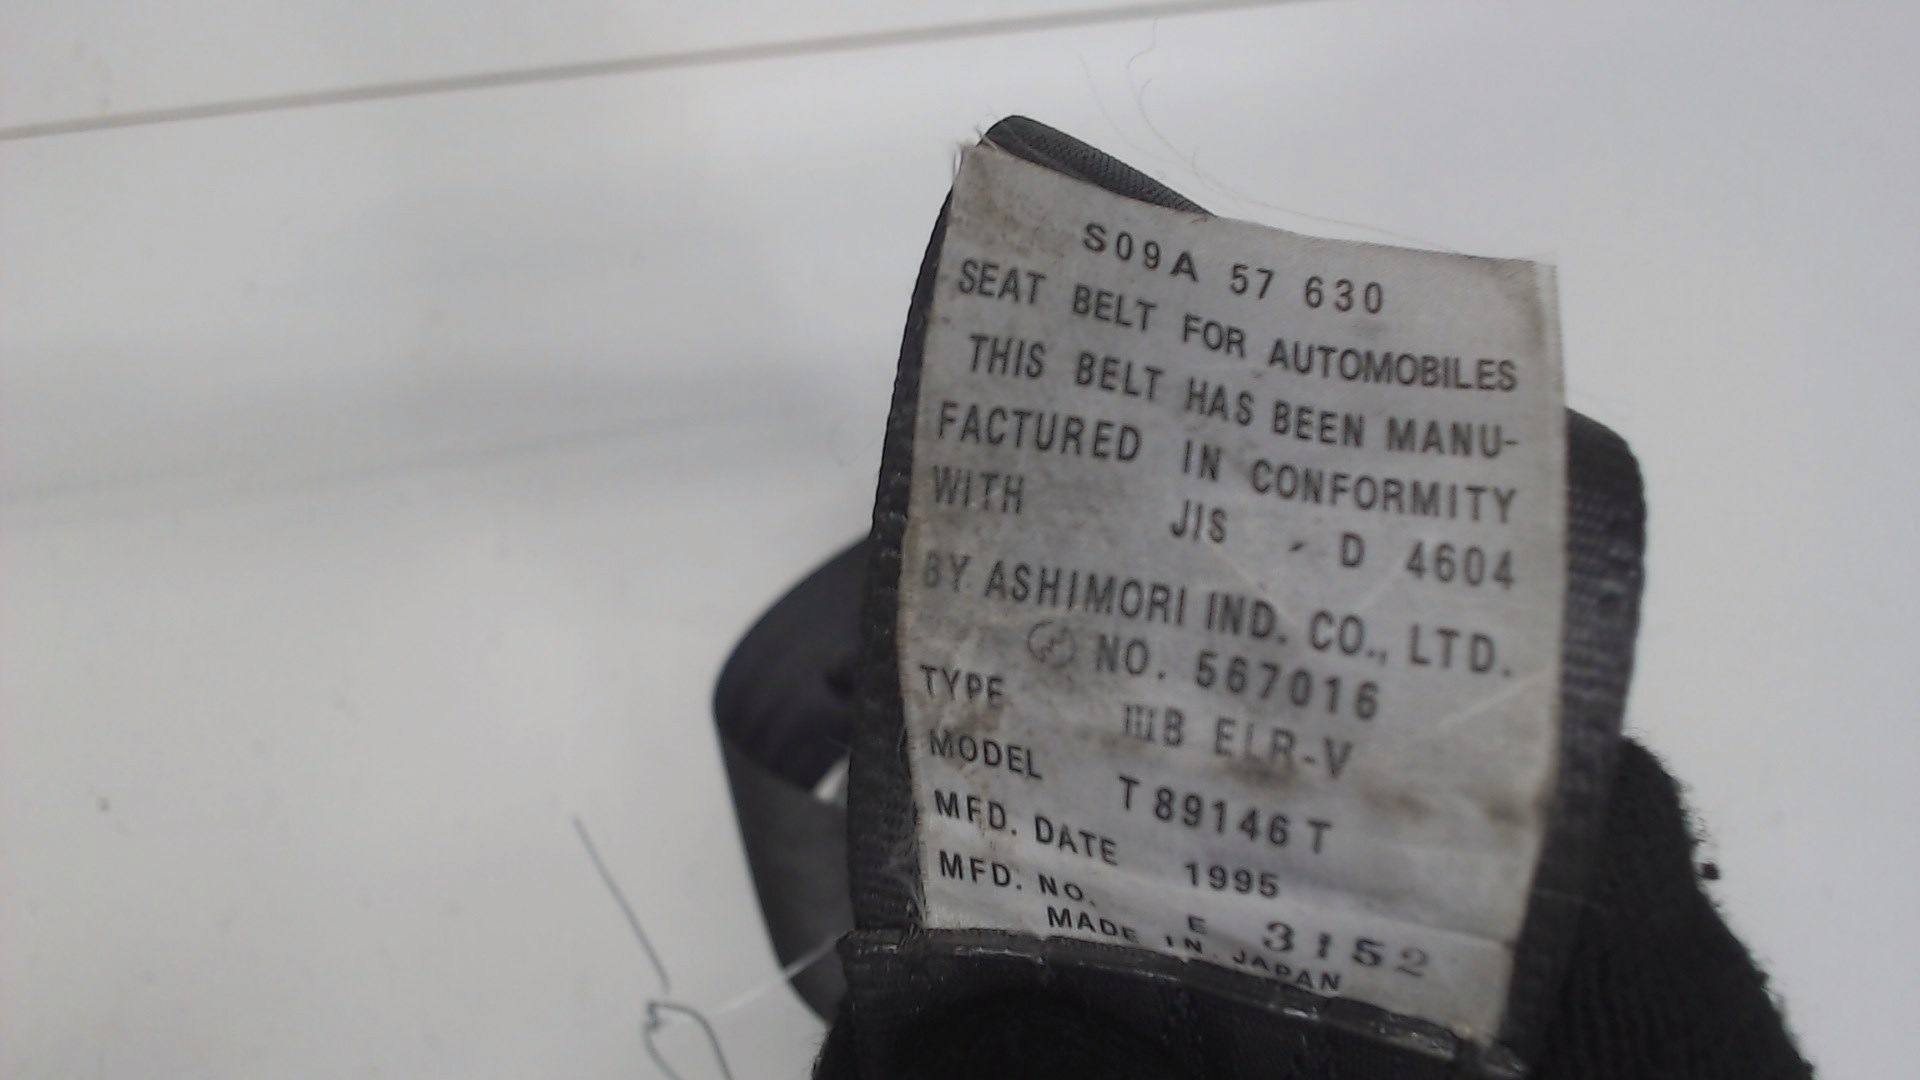 S09A 57 630
SEAT BELT FOR AUTOMOBILES
THIS BELT HAS BEEN MANU-
FACTURED IN CONFORMITY
WITH JIS - D 4604
BY ASHIMORI IND. CO., LTD.
NO. 567016
TYPE IIIB ELR-V
MODEL T89146T
MFD. DATE 1995
MFD. NO. E 3152
MADE IN JAPAN